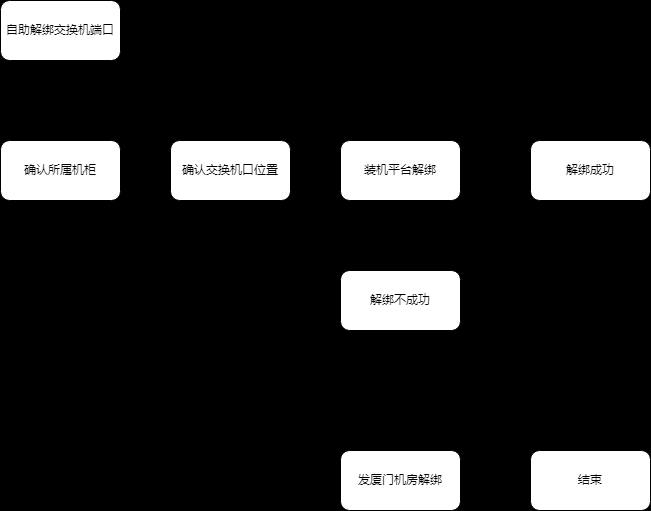 自助解绑交换机端口
确认所属机柜
确认交换机口位置
装机平台解绑
解绑成功
解绑不成功
发厦门机房解绑
结束